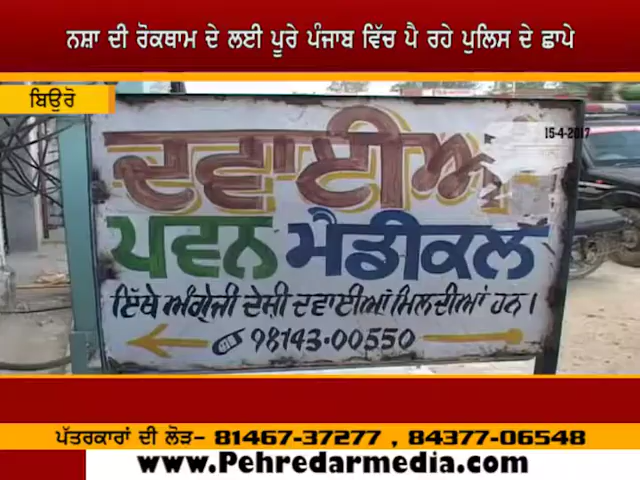 ਨਸ਼ਾ ਦੀ ਰੋਕਥਾਮ ਦੇ ਲਈ ਪੂਰੇ ਪੰਜਾਬ ਵਿੱਚ ਪੈ ਰਹੇ ਪੁਲਿਸ ਦੇ ਛਾਪੇ
ਬਿਉਰੋ
15-4-2017
ਦਵਾਈਆਂ
ਪਵਨ ਮੈਡੀਕਲ
ਇੱਥੇ ਅੰਗ੍ਰੇਜੀ ਦੇਸੀ ਦਵਾਈਆਂ ਮਿਲਦੀਆਂ ਹਨ।
98143-00550
ਪੱਤਰਕਾਰਾਂ ਦੀ ਲੋੜ- 81467-37277 , 84377-06548
www.Pehredarmedia.com